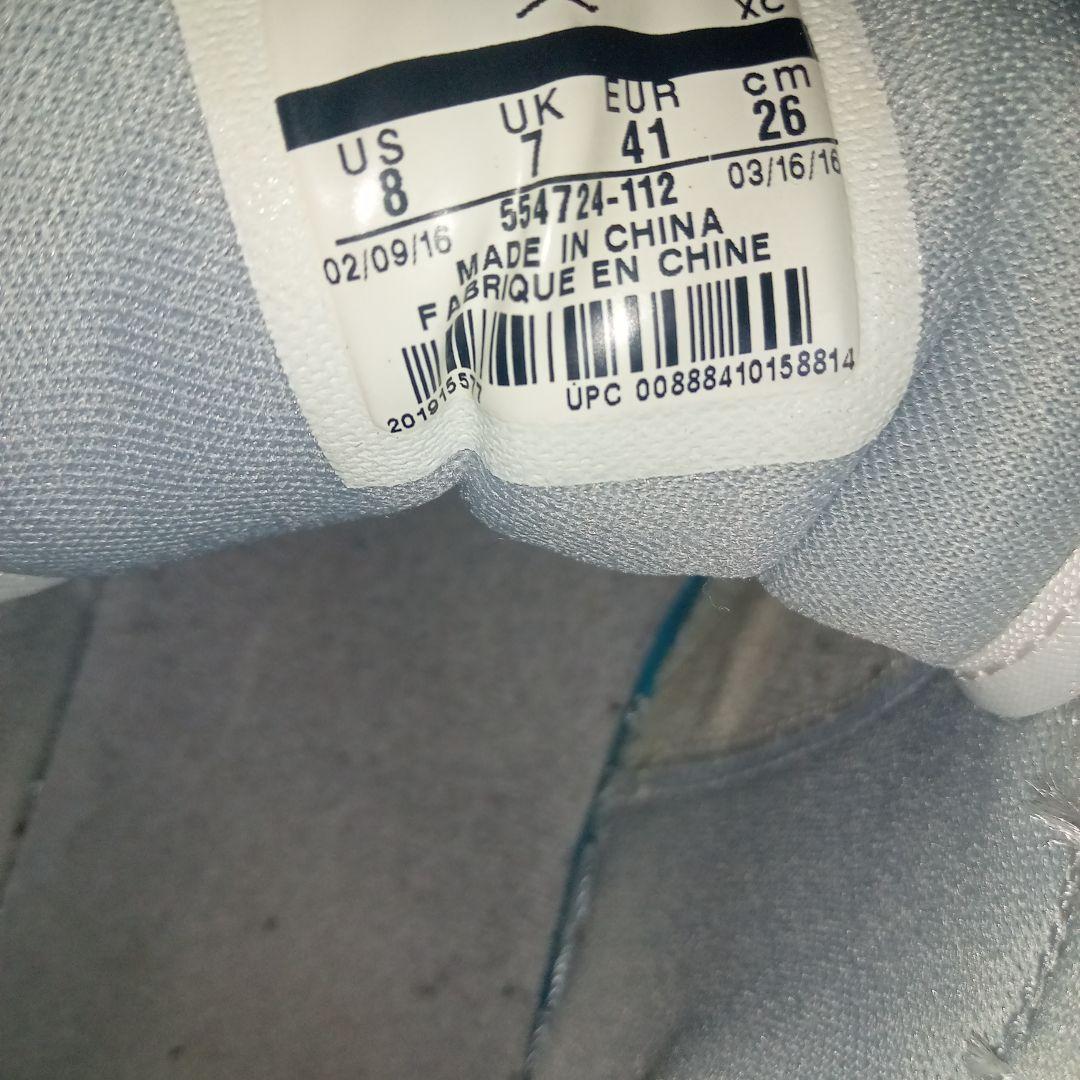 XC
US UK EUR cm
8 7 41 26
02/09/16 554724-112 03/16/16
MADE IN CHINA
FABRIQUE EN CHINE
UPC 00888410158814